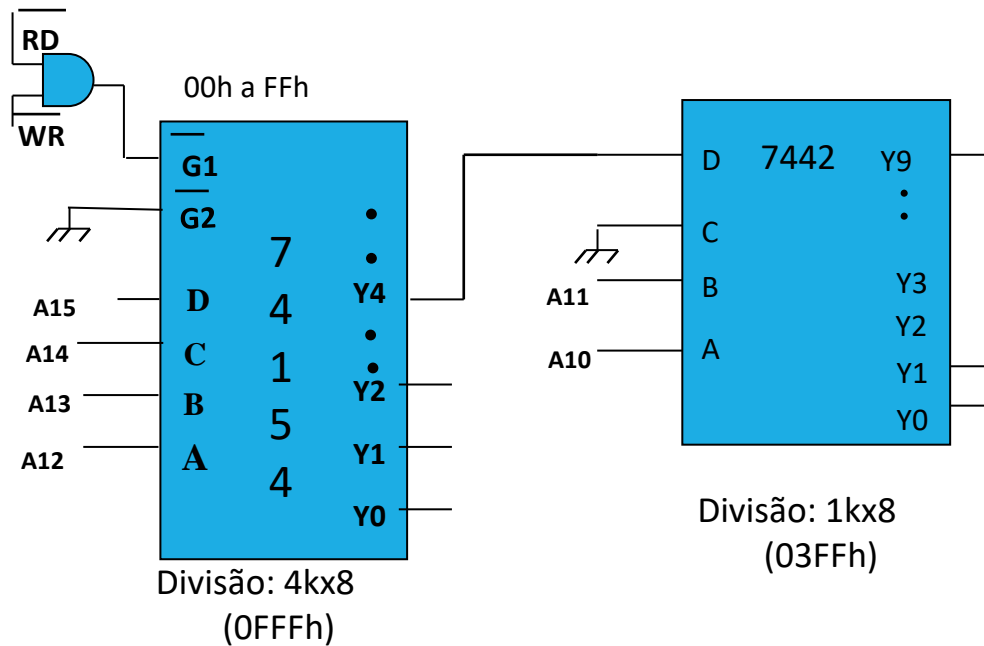 RD
WR
00h a FFh
G1
G2
7
4
1
5
4
Y4
Y2
Y1
Y0
A15
A14
A13
A12
D
C
B
A
Divisão: 4kx8
(0FFFh)
D
7442
Y9
C
B
A
A11
A10
Y3
Y2
Y1
Y0
Divisão: 1kx8
(03FFh)